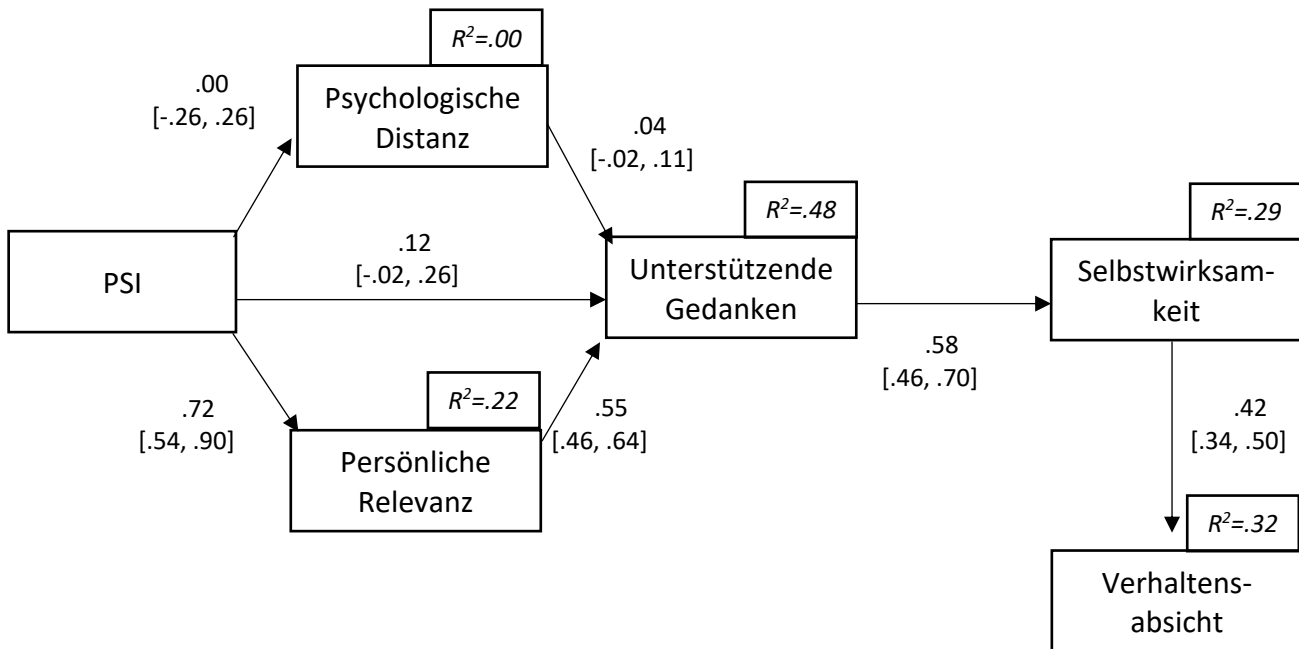 R²=.00
Psychologische
Distanz
.00
[-.26, .26]
.04
[-.02, .11]
PSI
.12
[-.02, .26]
R²=.48
Unterstützende
Gedanken
.72
[.54, .90]
R²=.22
Persönliche
Relevanz
.55
[.46, .64]
.58
[.46, .70]
R²=.29
Selbstwirksam-
keit
.42
[.34, .50]
R²=.32
Verhaltens-
absicht